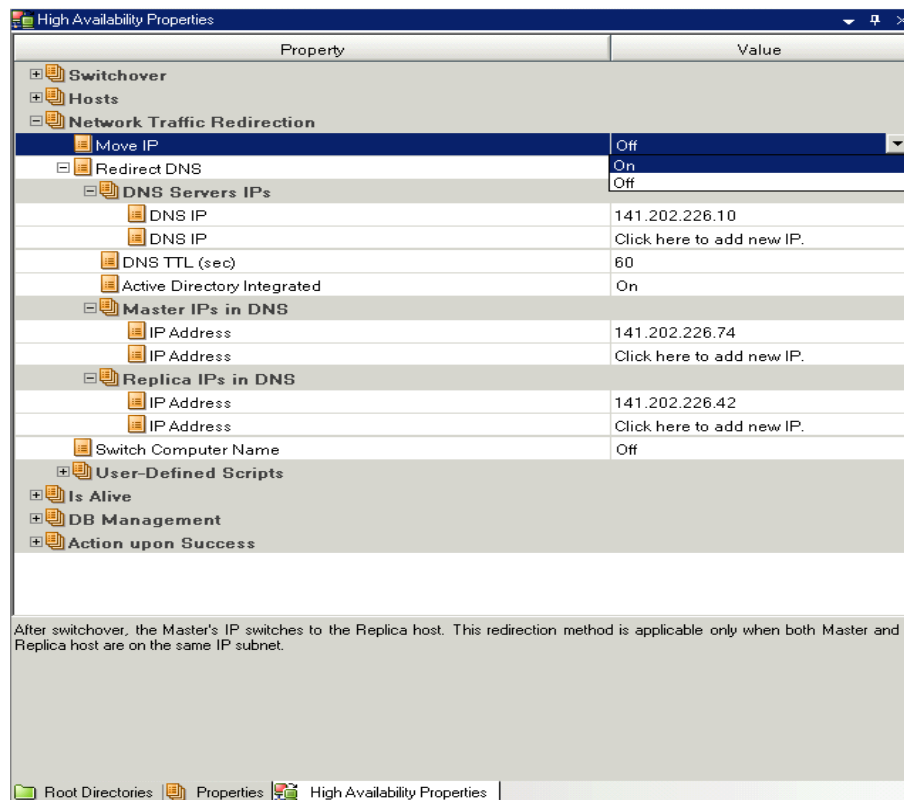 High Availability Properties
Property Value
Switchover
Hosts
Network Traffic Redirection
Move IP Off
On
Redirect DNS
Off
DNS Servers IPs
DNS IP 141.202.226.10
DNS IP Click here to add new IP.
DNS TTL (sec) 60
Active Directory Integrated On
Master IPs in DNS
IP Address 141.202.226.74
IP Address Click here to add new IP.
Replica IPs in DNS
IP Address 141.202.226.42
IP Address Click here to add new IP.
Switch Computer Name Off
User-Defined Scripts
Is Alive
DB Management
Action upon Success
After switchover, the Master's IP switches to the Replica host. This redirection method is applicable only when both Master and
Replica host are on the same IP subnet.
Root Directories Properties High Availability Properties